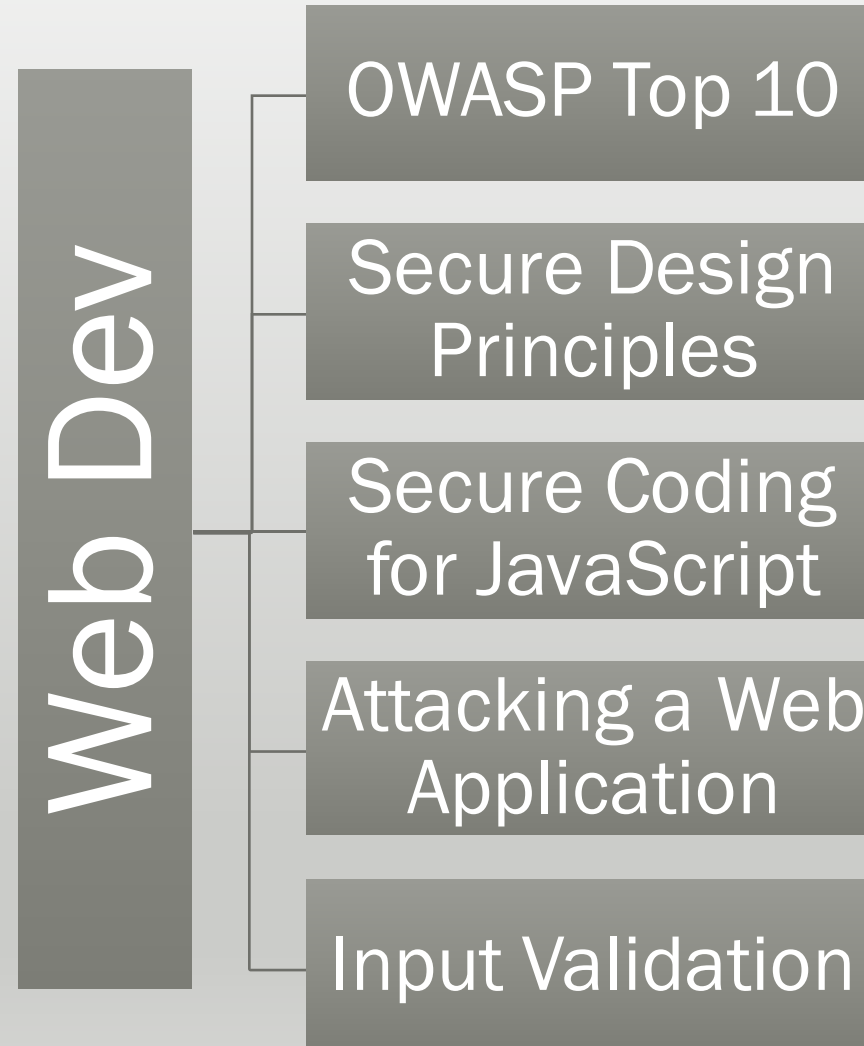 Web Dev
OWASP Top 10
Secure Design
Principles
Secure Coding
for JavaScript
Attacking a Web
Application
Input Validation